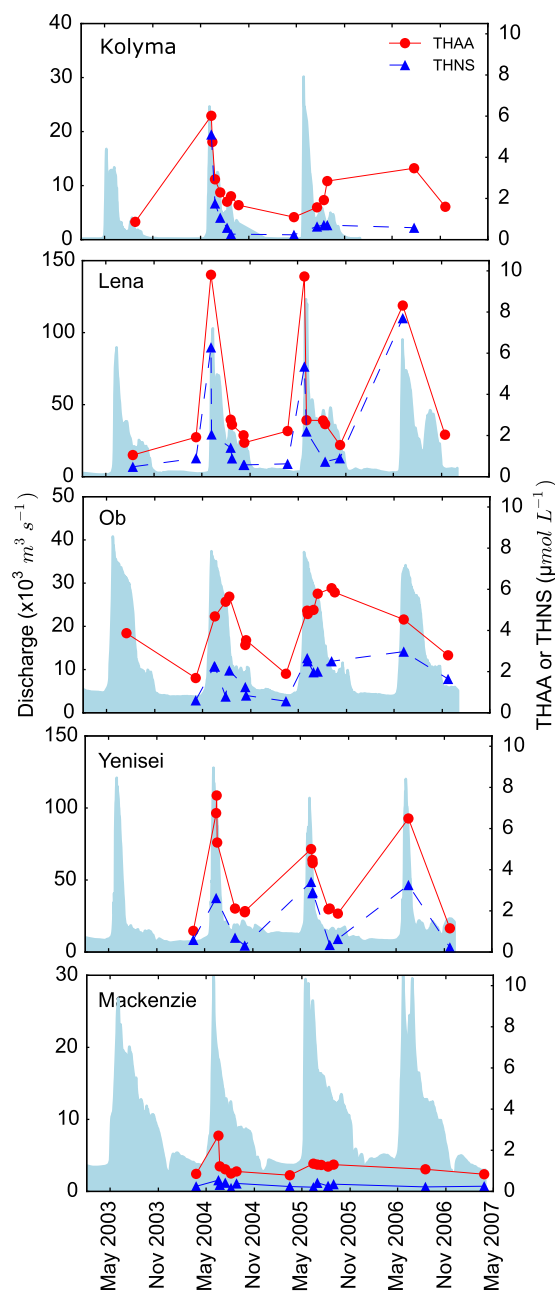 Kolyma
THAA
THNS
40
30
20
10
0
10
8
6
4
2
0
Lena
150
100
50
0
10
8
6
4
2
0
Ob
50
40
30
20
10
0
10
8
6
4
2
0
Yenisei
150
100
50
0
10
8
6
4
2
0
Mackenzie
30
20
10
0
10
8
6
4
2
0
Discharge (x10³ m³ s⁻¹)
THAA or THNS (μmol L⁻¹)
May 2003
Nov 2003
May 2004
Nov 2004
May 2005
Nov 2005
May 2006
Nov 2006
May 2007